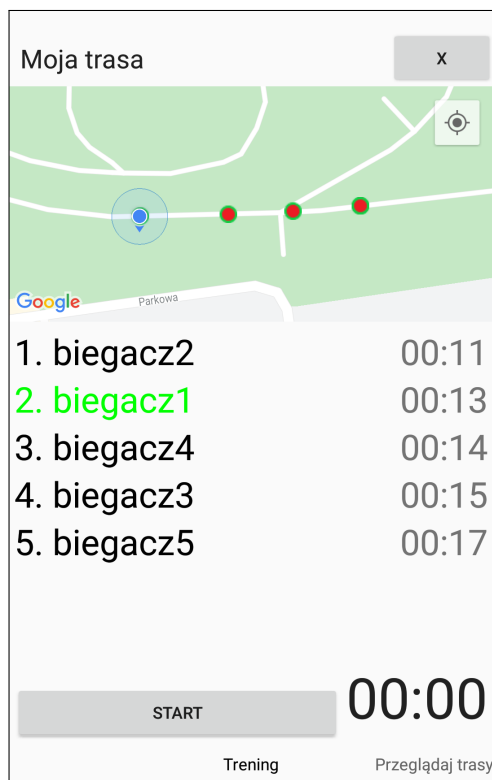 Moja trasa
X
Google
Parkowa
1. biegacz2 00:11
2. biegacz1 00:13
3. biegacz4 00:14
4. biegacz3 00:15
5. biegacz5 00:17
START 00:00
Trening Przeglądaj trasy